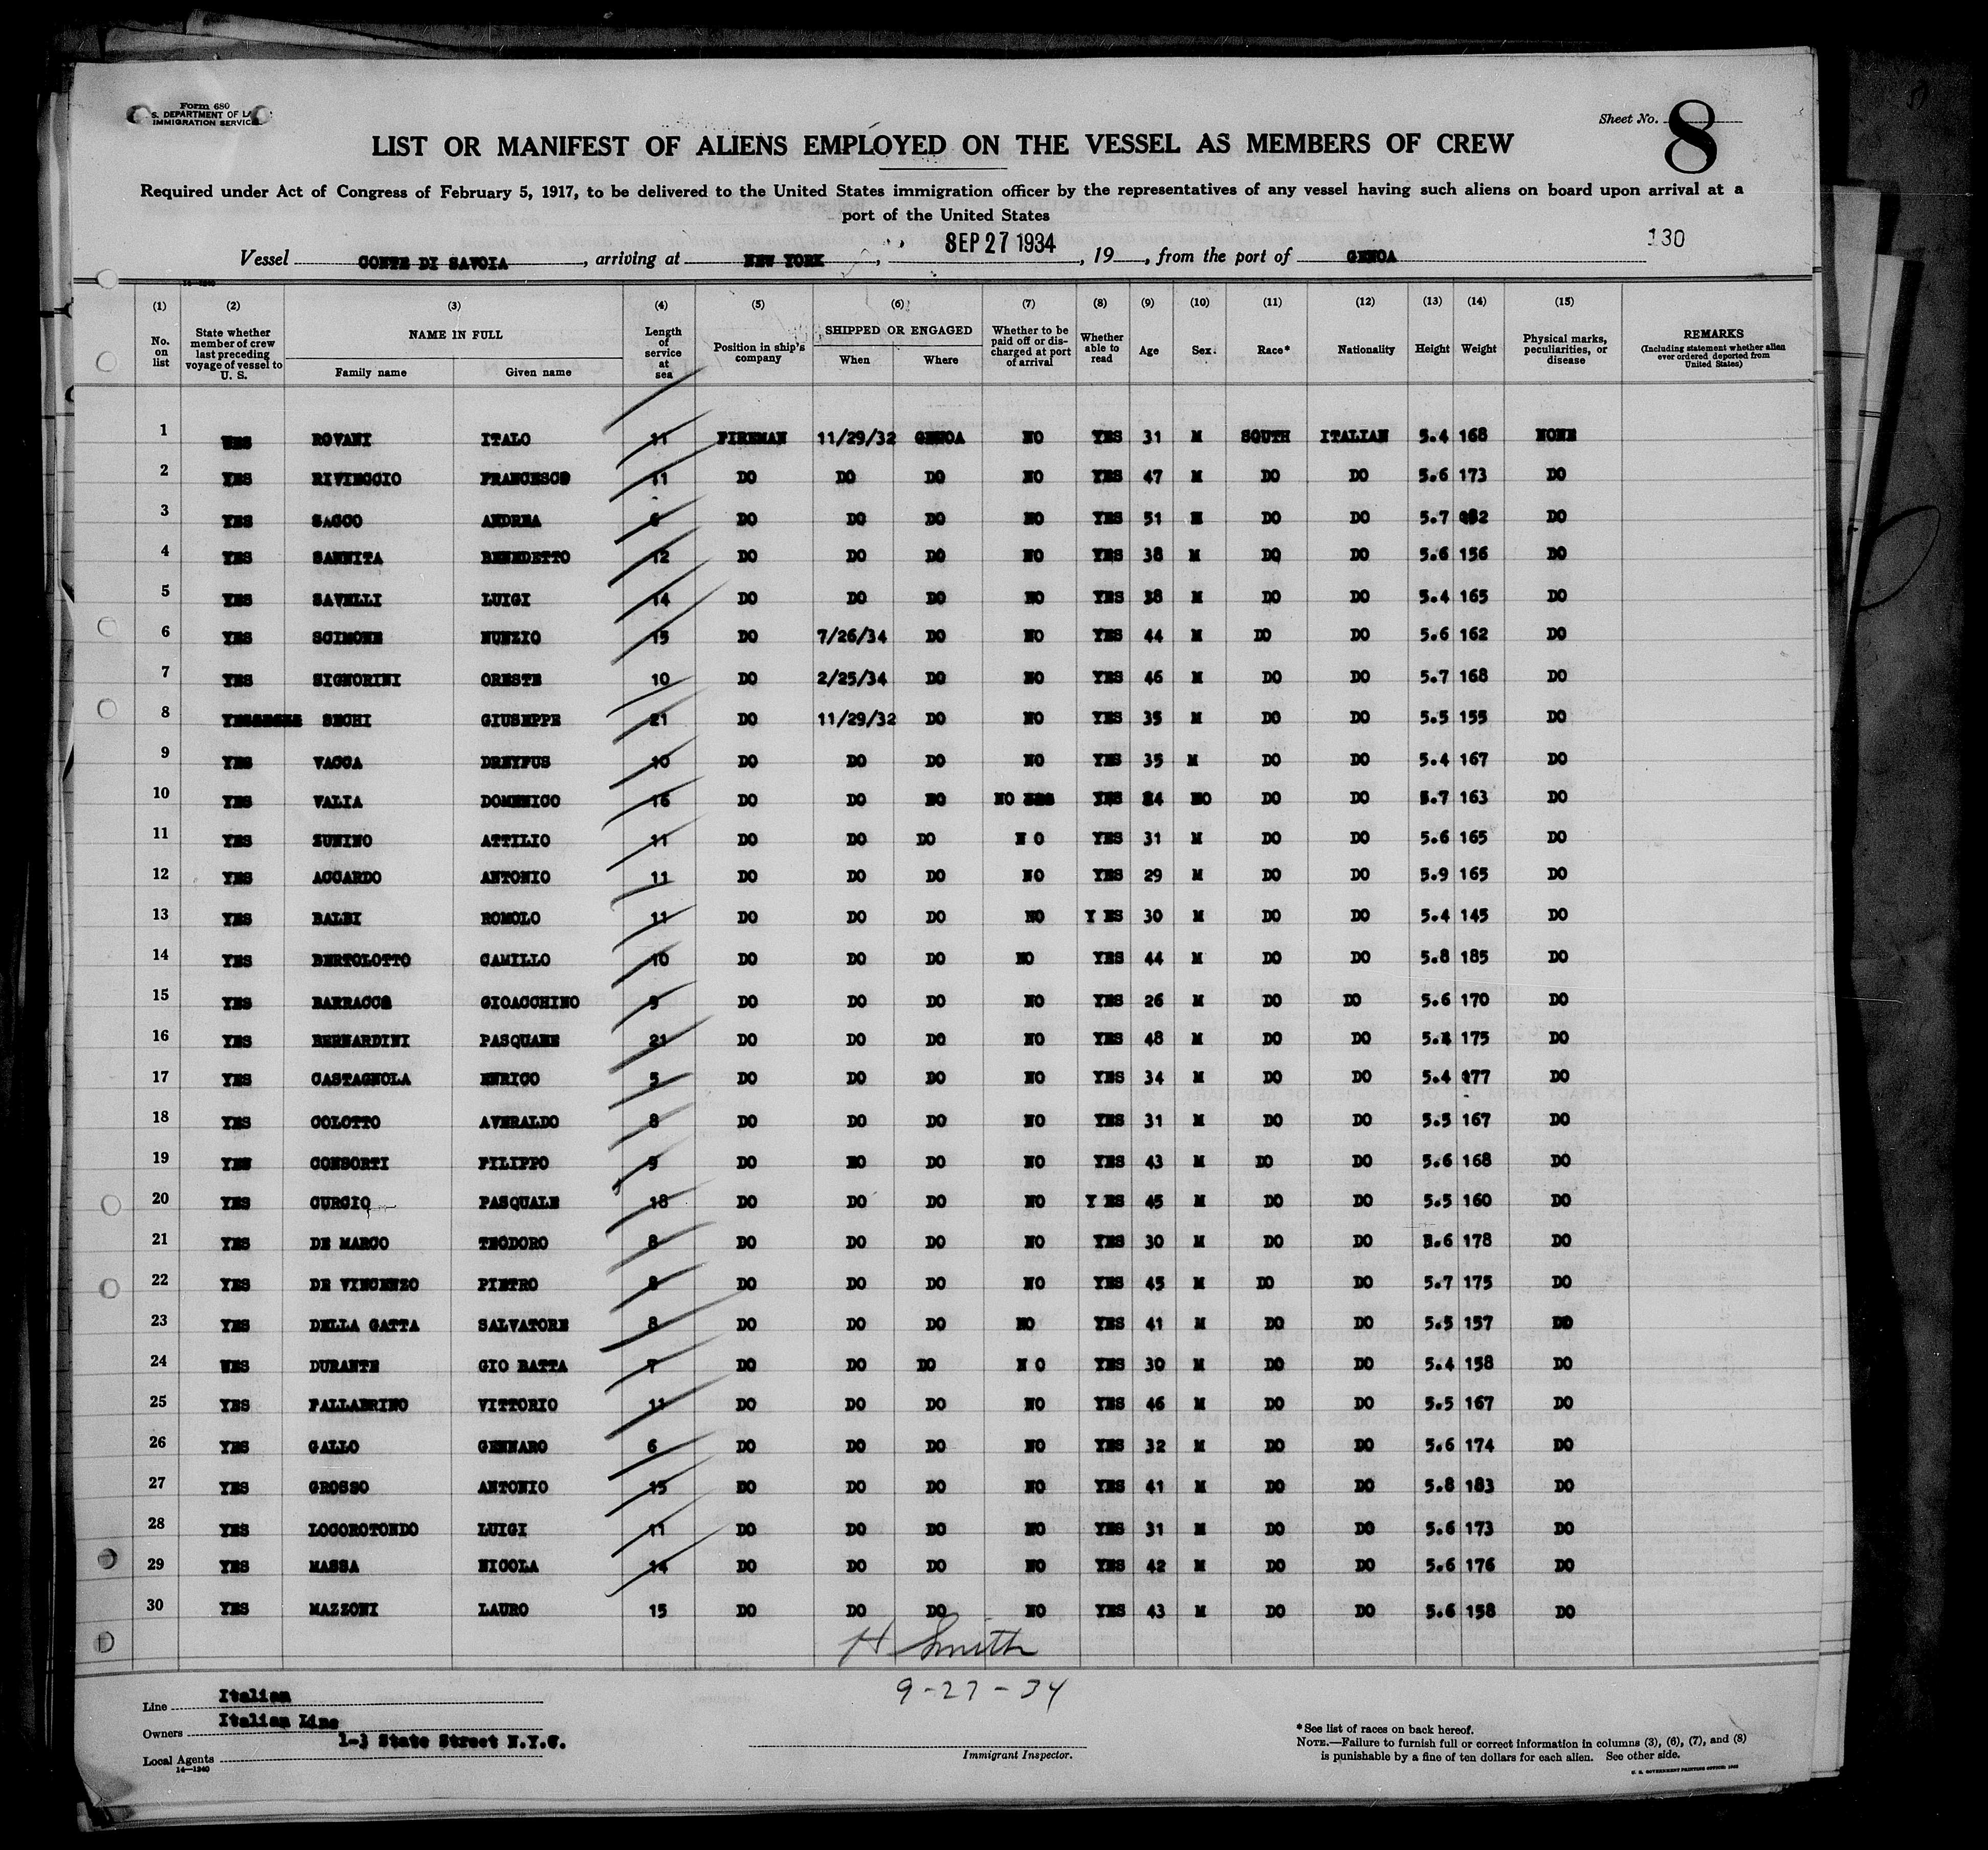 Form 680
S. DEPARTMENT OF LA
IMMIGRATION SERVICE
Sheet No. 8
LIST OR MANIFEST OF ALIENS EMPLOYED ON THE VESSEL AS MEMBERS OF CREW
Required under Act of Congress of February 5, 1917, to be delivered to the United States immigration officer by the representatives of any vessel having such aliens on board upon arrival at a
port of the United States
130
Vessel CONTE DI SAVOIA, arriving at NEW YORK, SEP 27 1934, 19, from the port of GENOA
14-1240
(1) (2) (3) (4) (5) (6) (7) (8) (9) (10) (11) (12) (13) (14) (15)
No. on list State whether member of crew last preceding voyage of vessel to U. S. NAME IN FULL Family name Given name Length of service at sea Position in ship's company SHIPPED OR ENGAGED When Where Whether to be paid off or discharged at port of arrival Whether able to read Age Sex. Race* Nationality Height Weight Physical marks, peculiarities, or disease REMARKS (Including statement whether alien ever ordered deported from United States)
1 WES ROVANI ITALO 11 FIREMAN 11/29/32 GENOA NO YES 31 M SOUTH ITALIAN 5.4 168 NONE
2 YES RIVIECCIO FRANCESCO 11 DO DO DO NO YES 47 M DO DO 5.6 173 DO
3 YES SACCO ANDREA 6 DO DO DO NO YES 51 M DO DO 5.7 DO
4 YES SANNITA BENEDETTO 12 DO DO DO NO YES 38 M DO DO 5.6 156 DO
5 YES SAVELLI LUIGI 14 DO DO DO NO YES 38 M DO DO 5.4 165 DO
6 YES SCIMONE NUNZIO 15 DO 7/26/34 DO NO YES 44 M DO DO 5.6 162 DO
7 YES SIGNORINI ORESTE 10 DO 2/25/34 DO NO YES 46 M DO DO 5.7 168 DO
8 SECHI GIUSEPPE 21 DO 11/29/32 DO NO YES 35 M DO DO 5.5 155 DO
9 YES VACCA DREYFUS 10 DO DO DO NO YES 35 M DO DO 5.4 167 DO
10 YES VALIA DOMENICO 16 DO DO NO YES DO DO 5.7 163 DO
11 YES ZUNINO ATTILIO 11 DO DO DO N O YES 31 M DO DO 5.6 165 DO
12 YES ACCARDO ANTONIO 11 DO DO DO NO YES 29 M DO DO 5.9 165 DO
13 YES BALBI ROMOLO 11 DO DO DO NO Y ES 30 M DO DO 5.4 145 DO
14 YES BERTOLOTTO CAMILLO 10 DO DO DO NO YES 44 M DO DO 5.8 185 DO
15 YES BARRACCO GIOACCHINO 9 DO DO DO NO YES 26 M DO DO 5.6 170 DO
16 YES BERNARDINI PASQUALE 21 DO DO DO NO YES 48 M DO DO 5.4 175 DO
17 YES CASTAGNOLA ENRICO 5 DO DO DO NO YES 34 M DO DO 5.4 177 DO
18 YES COLOTTO AVERALDO 8 DO DO DO NO YES 31 M DO DO 5.5 167 DO
19 YES CONSORTI FILIPPO 9 DO NO DO NO YES 43 M DO DO 5.6 168 DO
20 YES CURCIO PASQUALE 18 DO DO DO NO Y ES 45 M DO DO 5.5 160 DO
21 YES DE MARCO TEODORO 8 DO DO DO NO YES 30 M DO DO 5.6 178 DO
22 YES DE VINCENZO PIETRO 8 DO DO DO NO YES 45 M DO DO 5.7 175 DO
23 YES DELLA GATTA SALVATORE 8 DO DO DO NO YES 41 M DO DO 5.5 157 DO
24 WES DURANTE GIO BATTA 7 DO DO DO N O YES 30 M DO DO 5.4 158 DO
25 YES FALLABRINO VITTORIO 11 DO DO DO NO YES 46 M DO DO 5.5 167 DO
26 YES GALLO GENNARO 6 DO DO DO NO YES 32 M DO DO 5.6 174 DO
27 YES GROSSO ANTONIO 15 DO DO DO NO YES 41 M DO DO 5.8 183 DO
28 YES LOCOROTONDO LUIGI 11 DO DO DO NO YES 31 M DO DO 5.6 173 DO
29 YES MASSA NICOLA 14 DO DO DO NO YES 42 M DO DO 5.6 176 DO
30 YES MAZZONI LAURO 15 DO DO DO NO YES 43 M DO DO 5.6 158 DO
H Smith
9-27-34
Line Italian
Owners Italian Line
Local Agents 1-3 State Street N.Y.C.
14-1240
Immigrant Inspector.
*See list of races on back hereof.
NOTE.—Failure to furnish full or correct information in columns (3), (6), (7), and (8)
is punishable by a fine of ten dollars for each alien. See other side.